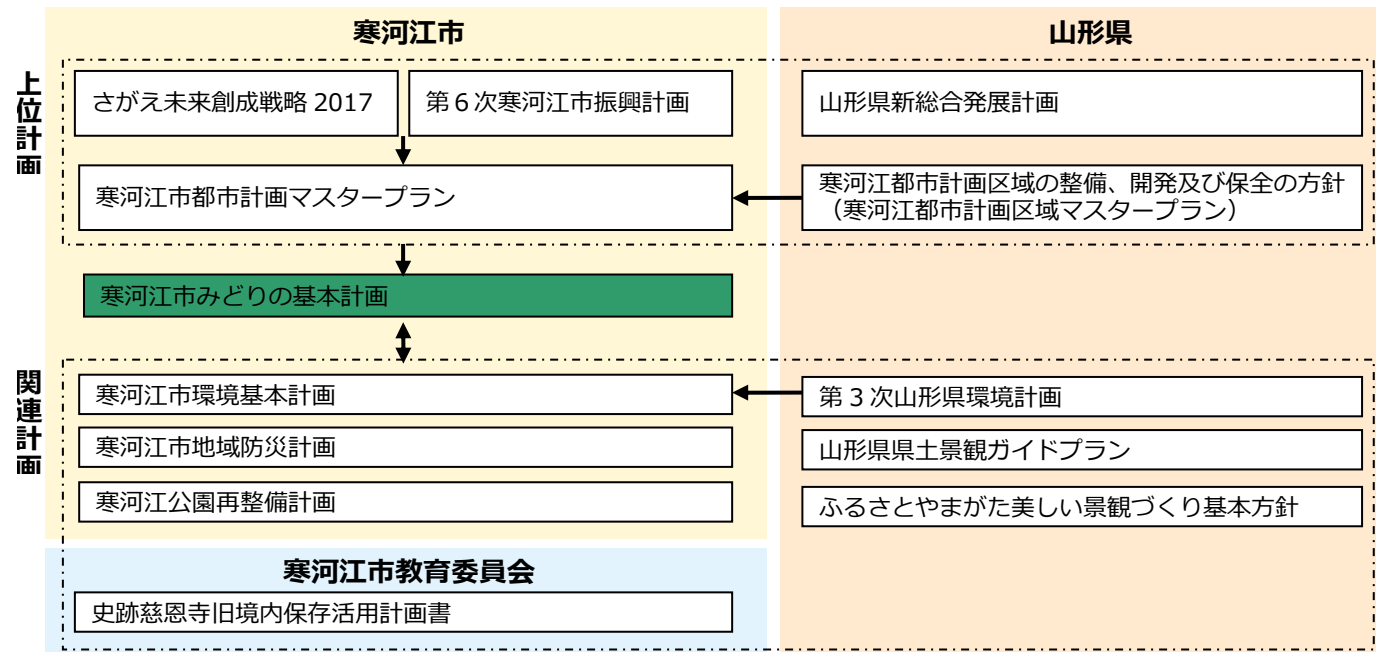 寒河江市
山形県
上位計画
さがえ未来創成戦略 2017
第6次寒河江市振興計画
山形県新総合発展計画
寒河江市都市計画マスタープラン
寒河江都市計画区域の整備、開発及び保全の方針
（寒河江都市計画区域マスタープラン）
寒河江市みどりの基本計画
関連計画
寒河江市環境基本計画
第3次山形県環境計画
寒河江市地域防災計画
山形県県土景観ガイドプラン
寒河江公園再整備計画
ふるさとやまがた美しい景観づくり基本方針
寒河江市教育委員会
史跡慈恩寺旧境内保存活用計画書